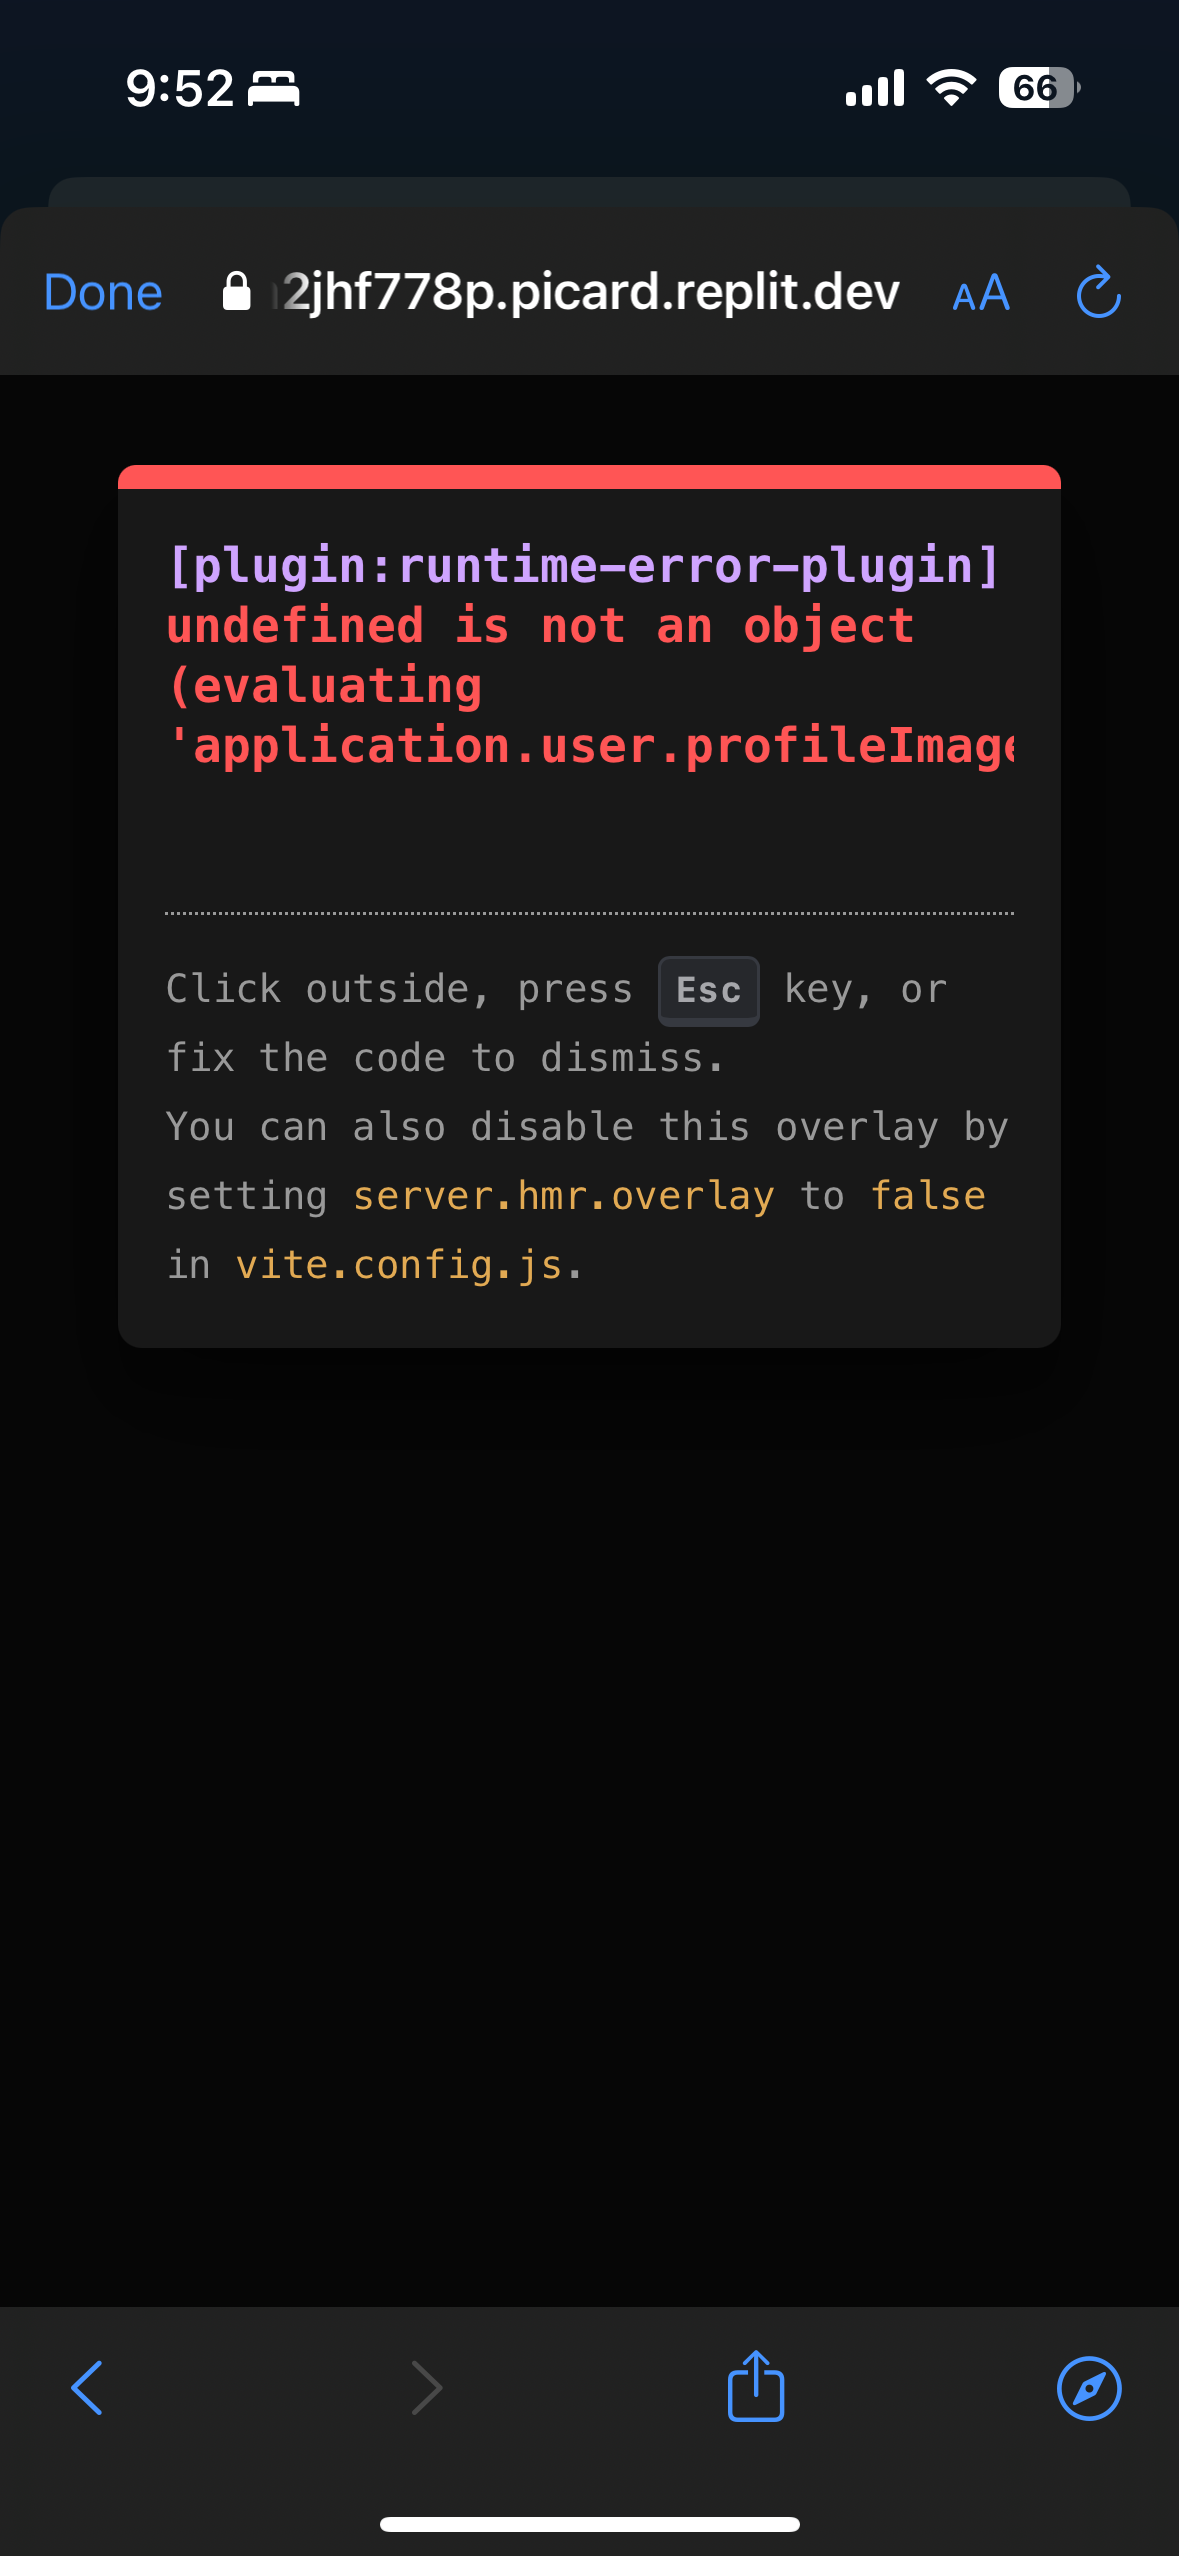 9:52
66
Done
2jhf778p.picard.replit.dev
AA
[plugin:runtime-error-plugin]
undefined is not an object
(evaluating
'application.user.profileImage
Click outside, press Esc key, or
fix the code to dismiss.
You can also disable this overlay by
setting server.hmr.overlay to false
in vite.config.js.